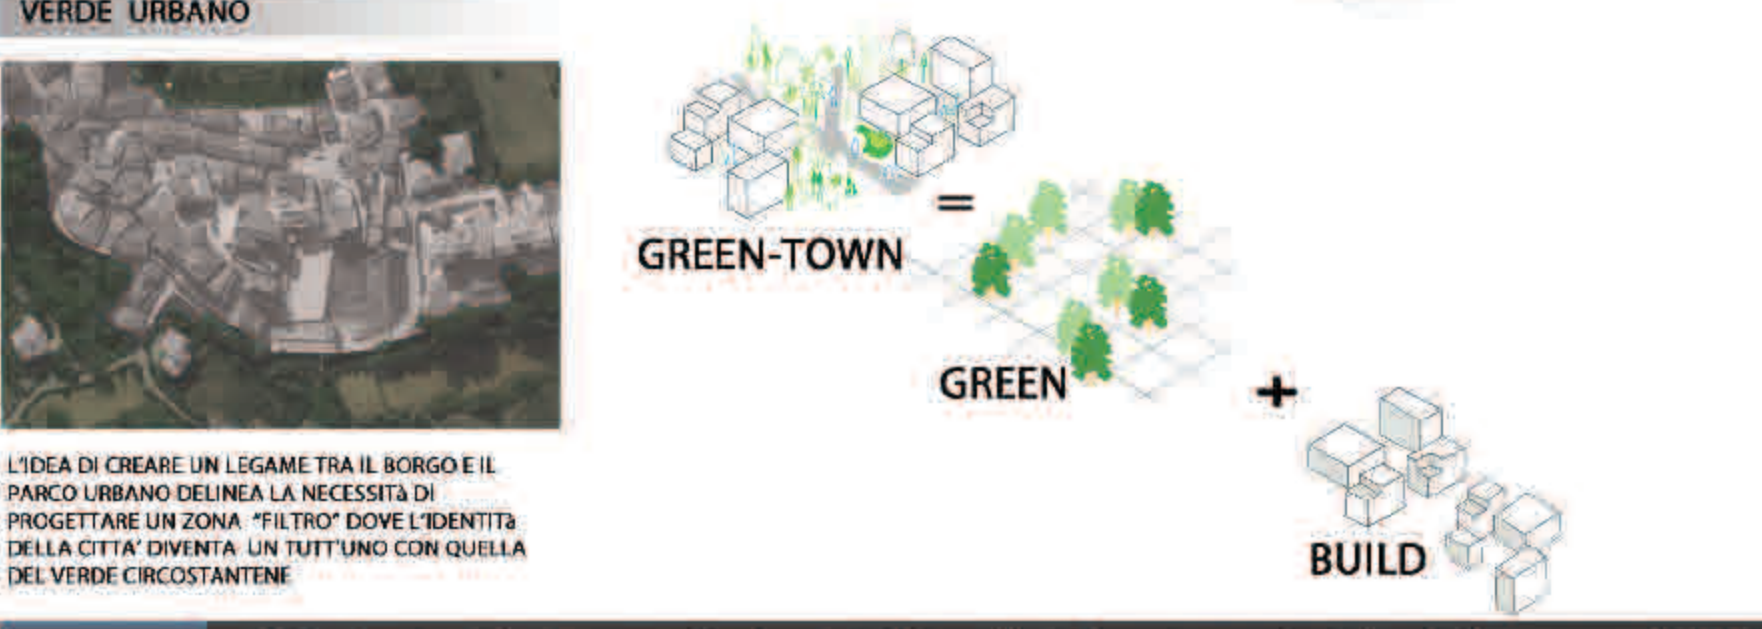 VERDE URBANO
GREEN-TOWN
=
GREEN
+
BUILD
L'IDEA DI CREARE UN LEGAME TRA IL BORGO E IL
PARCO URBANO DELINEA LA NECESSITà DI
PROGETTARE UN ZONA "FILTRO" DOVE L'IDENTITà
DELLA CITTA' DIVENTA UN TUTT'UNO CON QUELLA
DEL VERDE CIRCOSTANTENE